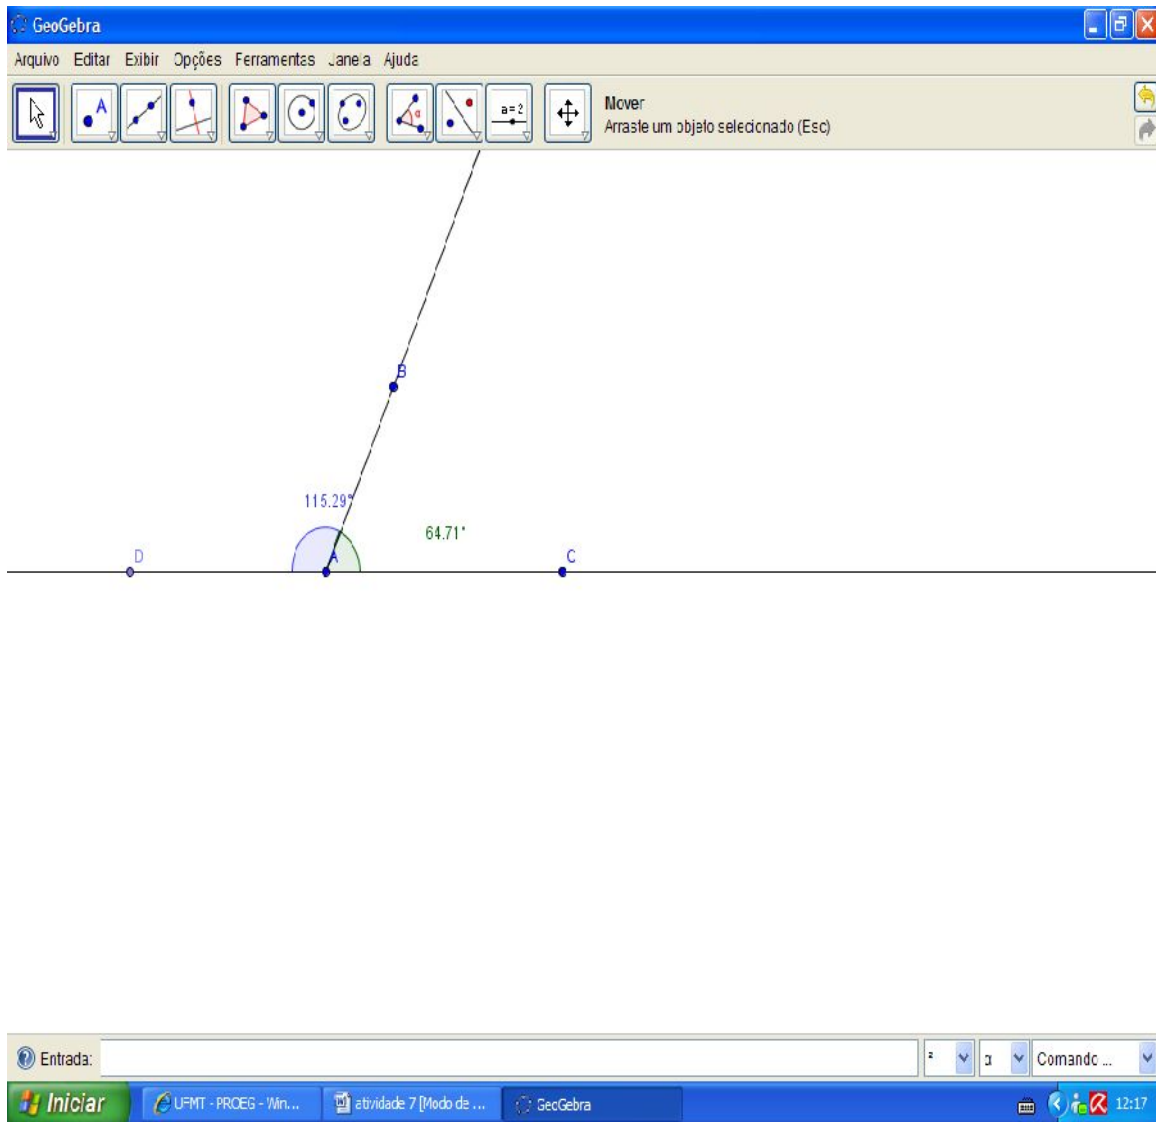 GeoGebra
Arquivo Editar Exibir Opções Ferramentas Janela Ajuda
A
α
a=2
Mover
Arraste um objeto selecionado (Esc)
B
115.29°
64.71°
D
A
C
Entrada:
²
α
Comando ...
Iniciar
UFMT - PROEG - Win...
atividade 7 [Modo de ...
GeoGebra
12:17